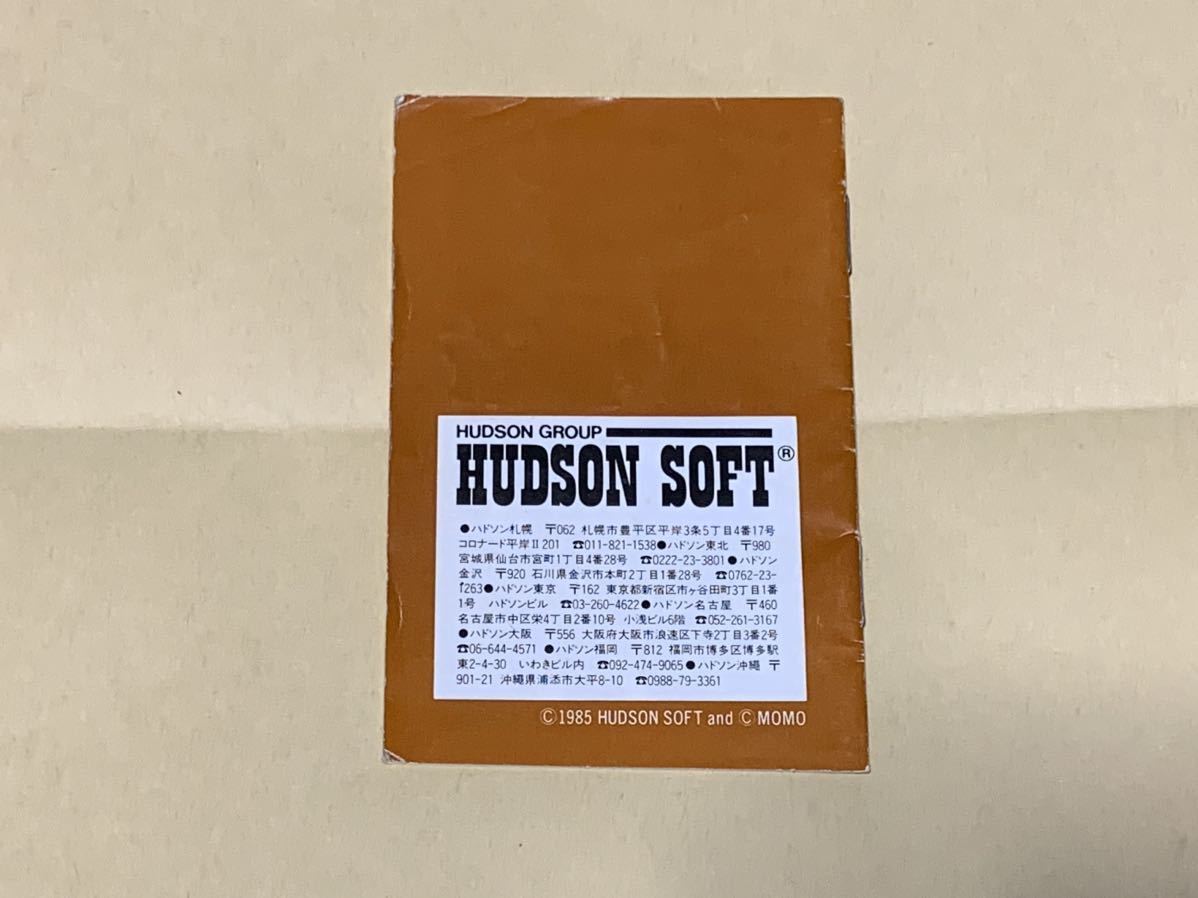 HUDSON GROUP
HUDSON SOFT®
●ハドソン札幌 〒062 札幌市豊平区平岸3条5丁目4番17号
コロナード平岸II 201 ☎011-821-1538●ハドソン東北 〒980
宮城県仙台市宮町1丁目4番28号 ☎0222-23-3801●ハドソン
金沢 〒920 石川県金沢市本町2丁目1番28号 ☎0762-23-
1263●ハドソン東京 〒162 東京都新宿区市ヶ谷田町3丁目1番
1号 ハドソンビル ☎03-260-4622●ハドソン名古屋 〒460
名古屋市中区栄4丁目2番10号 小浅ビル6階 ☎052-261-3167
●ハドソン大阪 〒556 大阪府大阪市浪速区下寺2丁目3番2号
☎06-644-4571 ●ハドソン福岡 〒812 福岡市博多区博多駅
東2-4-30 いわきビル内 ☎092-474-9065●ハドソン沖縄 〒
901-21 沖縄県浦添市大平8-10 ☎0988-79-3361
©1985 HUDSON SOFT and © MOMO